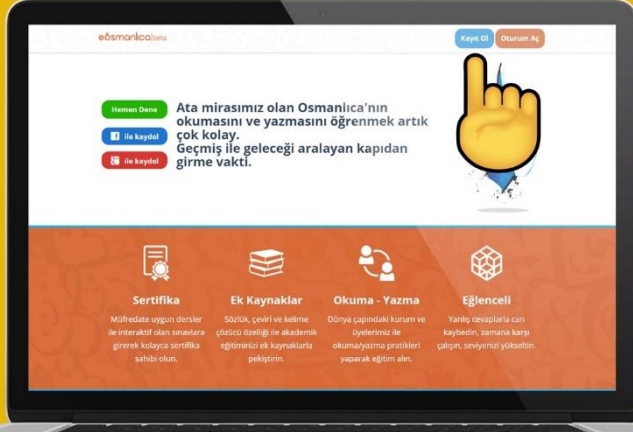 eôsmanlıca|beta
Kayıt Ol
Oturum Aç
Hemen Dene
f ile kaydol
g ile kaydol
Ata mirasımız olan Osmanlıca'nın
okumasını ve yazmasını öğrenmek artık
çok kolay.
Geçmiş ile geleceği aralayan kapıdan
girme vakti.
Sertifika
Müfredate uygun dersler
ile interaktif olan sınavlara
girerek kolayca sertifika
sahibi olun.
Ek Kaynaklar
Sözlük, çeviri ve kelime
çözücü özelliği ile akademik
eğitiminizi ek kaynaklarla
pekiştirin.
Okuma - Yazma
Dünya çapındaki kurum ve
üyelerimiz ile
okuma/yazma pratikleri
yaparak eğitim alın.
Eğlenceli
Yanlış cevaplarla can
kaybedin, zamana karşı
çalışın, seviyenizi yükseltin.